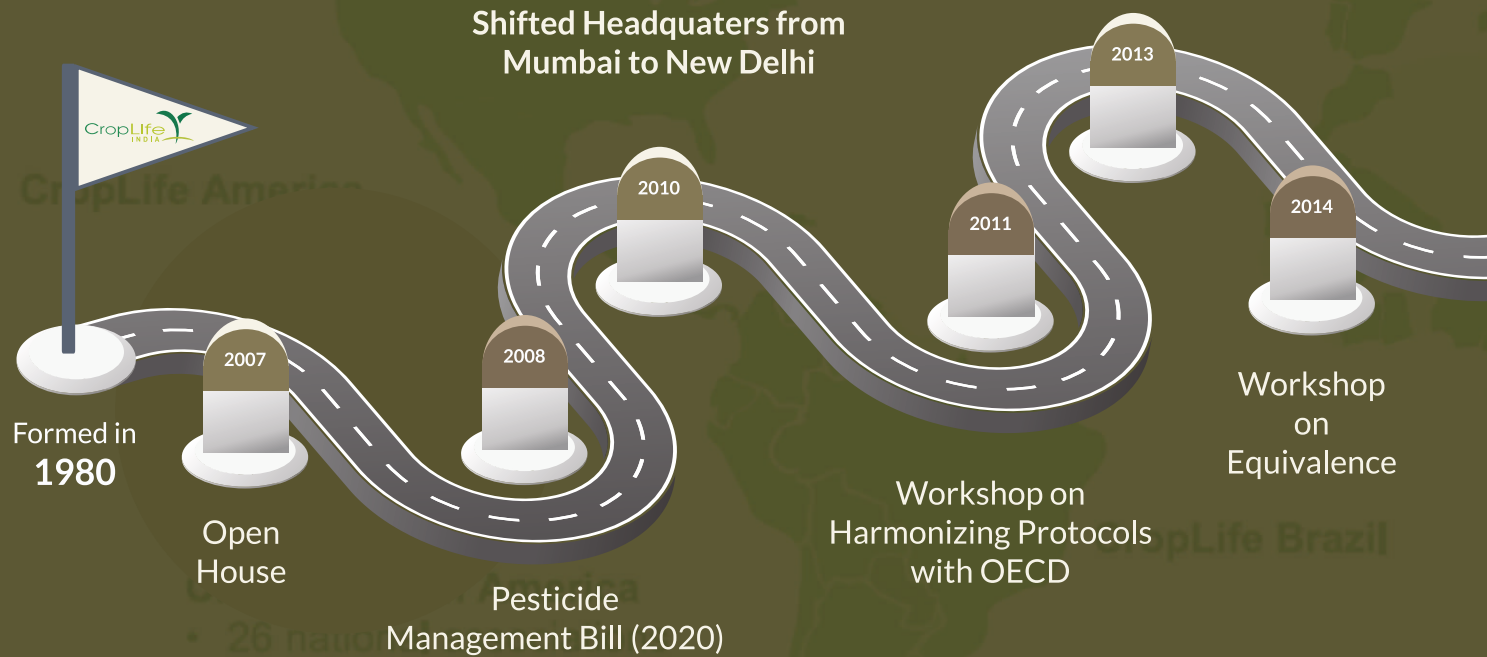 Shifted Headquaters from
Mumbai to New Delhi
CropLife
INDIA
CropLife America
2013
2010
2011
2014
2007
2008
Formed in
1980
Open
House
Pesticide
Management Bill (2020)
Workshop on
Harmonizing Protocols
with OECD
Workshop
on
Equivalence
CropLife Brazil
America
• 26